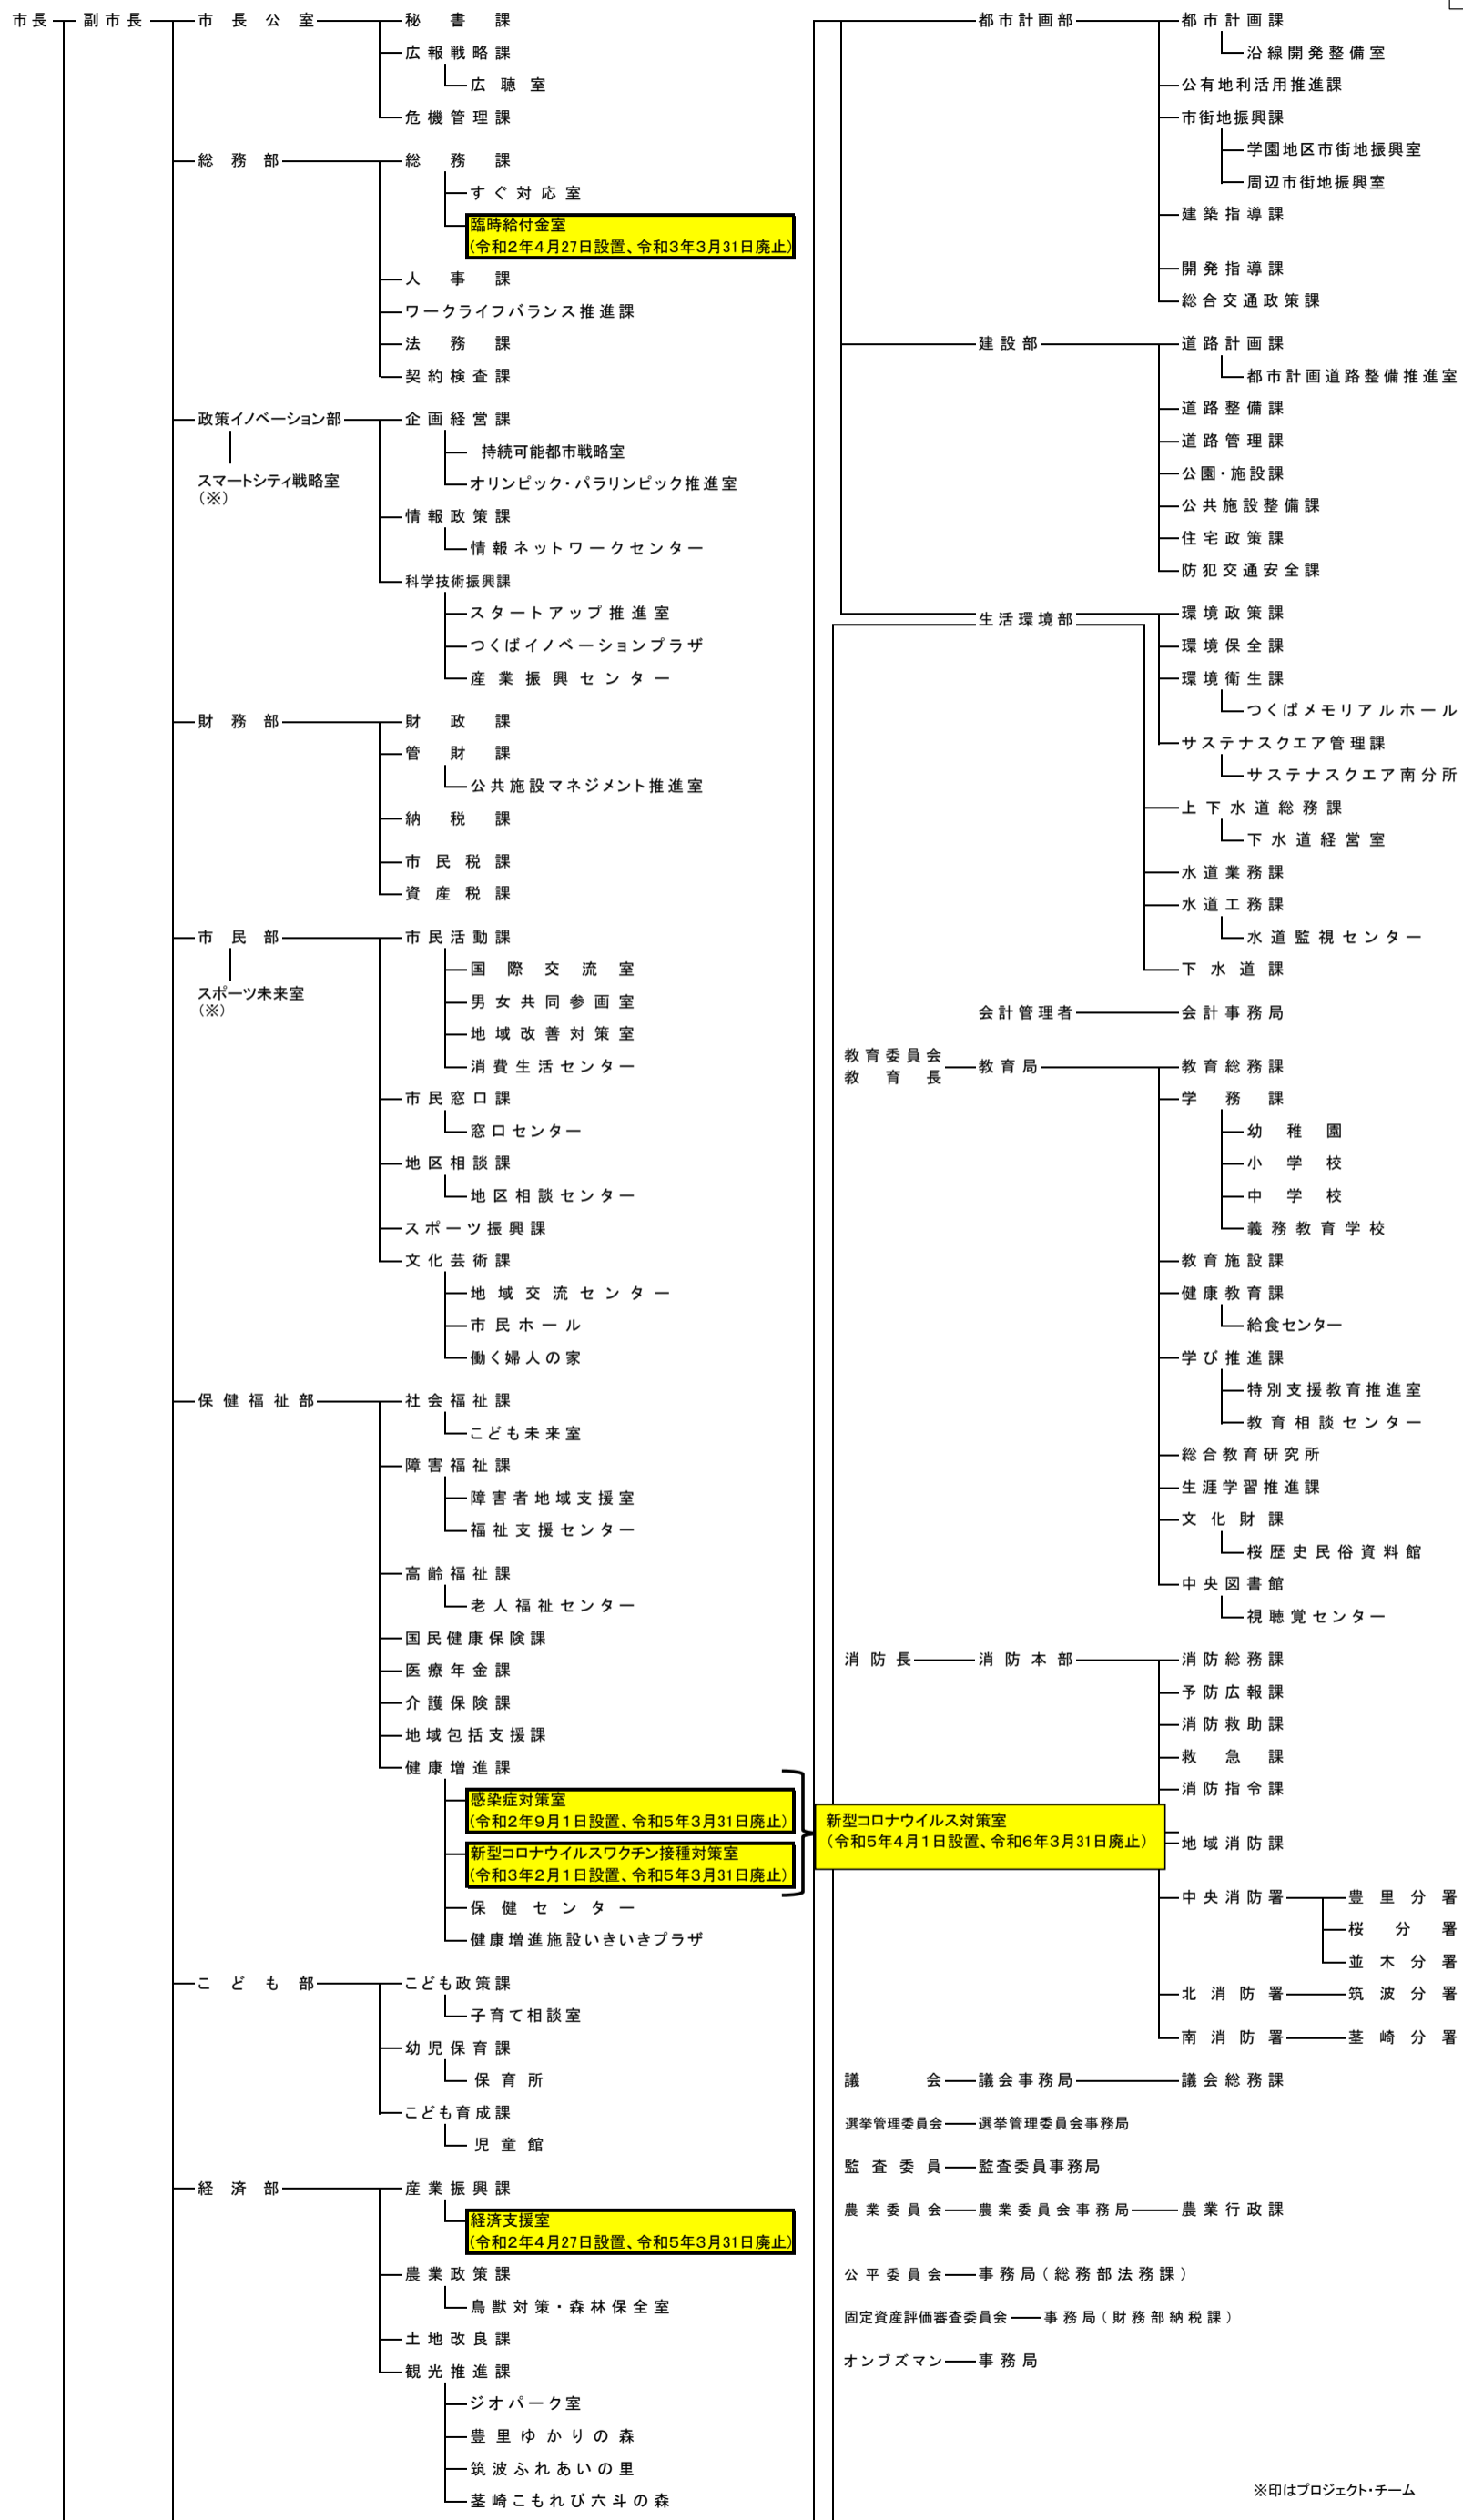 市長
副市長
市長公室
秘書課
広報戦略課
広聴室
危機管理課
総務部
総務課
すぐ対応室
臨時給付金室
(令和2年4月27日設置、令和3年3月31日廃止)
人事課
ワークライフバランス推進課
法務課
契約検査課
政策イノベーション部
スマートシティ戦略室
(※)
企画経営課
持続可能都市戦略室
オリンピック・パラリンピック推進室
情報政策課
情報ネットワークセンター
科学技術振興課
スタートアップ推進室
つくばイノベーションプラザ
産業振興センター
財務部
財政課
管財課
公共施設マネジメント推進室
納税課
市民税課
資産税課
市民部
スポーツ未来室
(※)
市民活動課
国際交流室
男女共同参画室
地域改善対策室
消費生活センター
市民窓口課
窓口センター
地区相談課
地区相談センター
スポーツ振興課
文化芸術課
地域交流センター
市民ホール
働く婦人の家
保健福祉部
社会福祉課
こども未来室
障害福祉課
障害者地域支援室
福祉支援センター
高齢福祉課
老人福祉センター
国民健康保険課
医療年金課
介護保険課
地域包括支援課
健康増進課
感染症対策室
(令和2年9月1日設置、令和5年3月31日廃止)
新型コロナウイルスワクチン接種対策室
(令和3年2月1日設置、令和5年3月31日廃止)
保健センター
健康増進施設いきいきプラザ
こども部
こども政策課
子育て相談室
幼児保育課
保育所
こども育成課
児童館
経済部
産業振興課
経済支援室
(令和2年4月27日設置、令和5年3月31日廃止)
農業政策課
鳥獣対策・森林保全室
土地改良課
観光推進課
ジオパーク室
豊里ゆかりの森
筑波ふれあいの里
茎崎こもれび六斗の森
都市計画部
都市計画課
沿線開発整備室
公有地利活用推進課
市街地振興課
学園地区市街地振興室
周辺市街地振興室
建築指導課
開発指導課
総合交通政策課
建設部
道路計画課
都市計画道路整備推進室
道路整備課
道路管理課
公園・施設課
公共施設整備課
住宅政策課
防犯交通安全課
生活環境部
環境政策課
環境保全課
環境衛生課
つくばメモリアルホール
サステナスクエア管理課
サステナスクエア南分所
上下水道総務課
下水道経営室
水道業務課
水道工務課
水道監視センター
下水道課
会計管理者
会計事務局
教育委員会
教育長
教育局
教育総務課
学務課
幼稚園
小学校
中学校
義務教育学校
教育施設課
健康教育課
給食センター
学び推進課
特別支援教育推進室
教育相談センター
総合教育研究所
生涯学習推進課
文化財課
桜歴史民俗資料館
中央図書館
視聴覚センター
消防長
消防本部
消防総務課
予防広報課
消防救助課
救急課
消防指令課
新型コロナウイルス対策室
(令和5年4月1日設置、令和6年3月31日廃止)
地域消防課
中央消防署
豊里分署
桜分署
並木分署
北消防署
筑波分署
南消防署
茎崎分署
議会
議会事務局
議会総務課
選挙管理委員会
選挙管理委員会事務局
監査委員
監査委員事務局
農業委員会
農業委員会事務局
農業行政課
公平委員会
事務局(総務部法務課)
固定資産評価審査委員会
事務局(財務部納税課)
オンブズマン
事務局
※印はプロジェクト・チーム